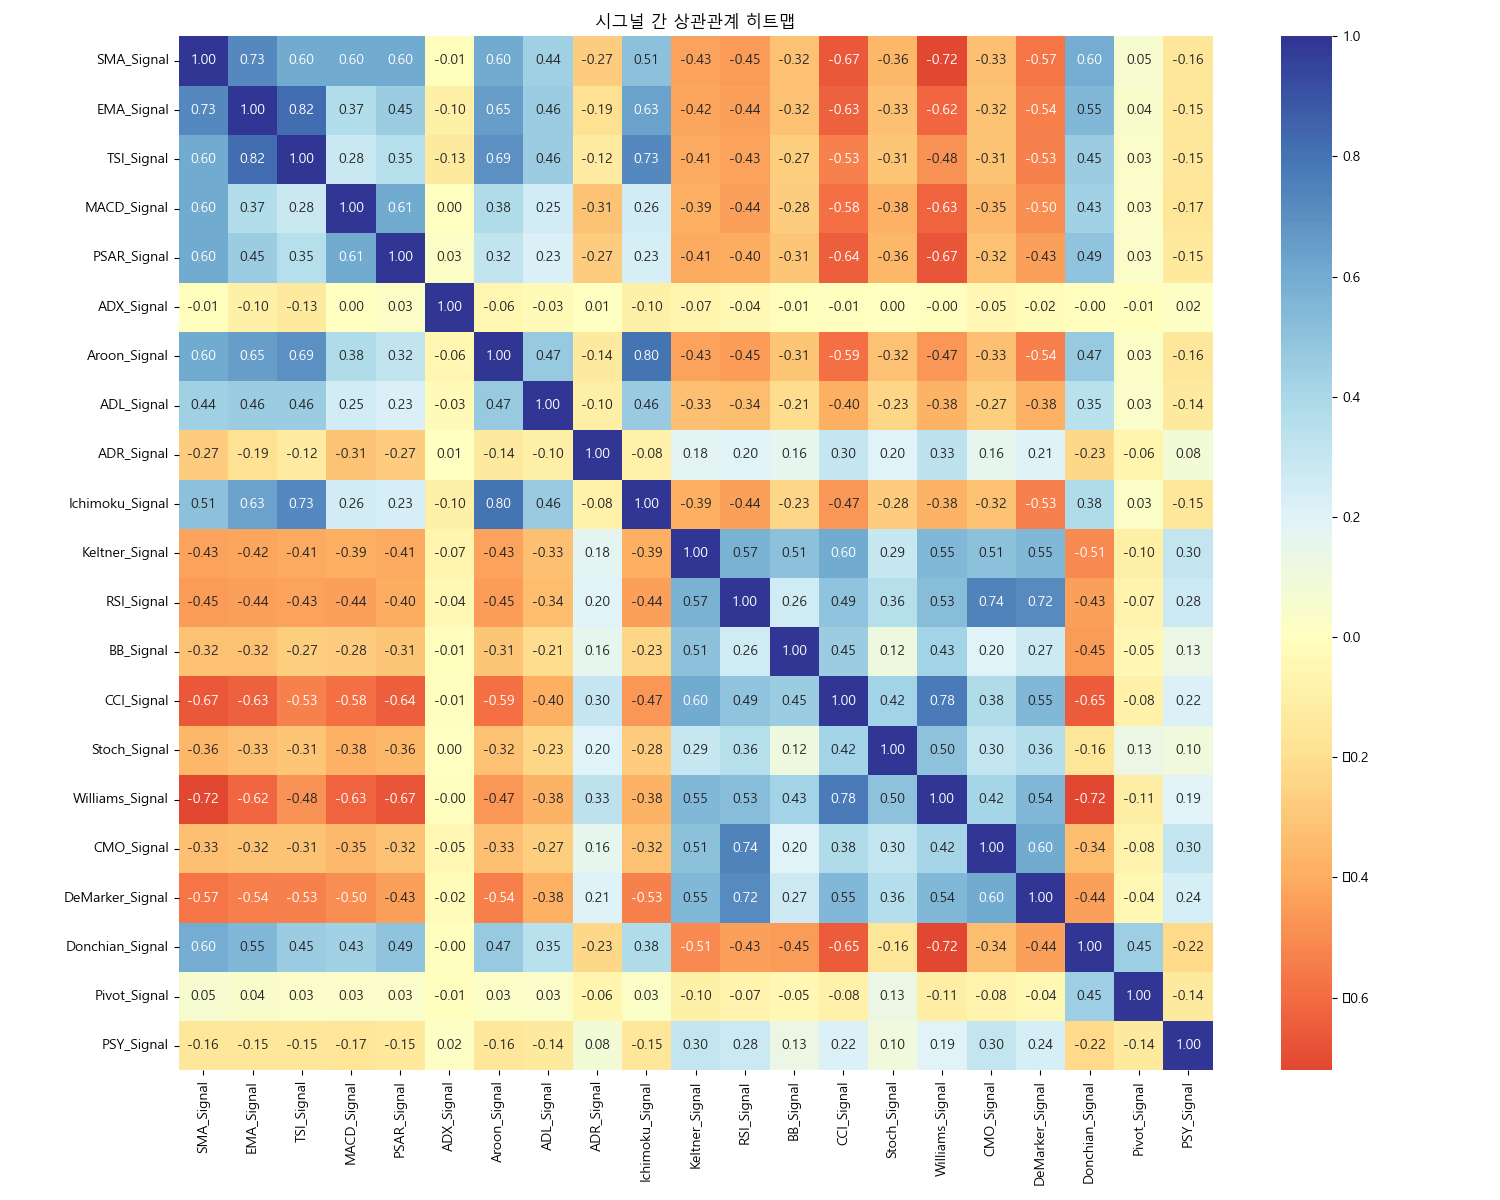 시그널 간 상관관계 히트맵
SMA_Signal 1.00 0.73 0.60 0.60 0.60 -0.01 0.60 0.44 -0.27 0.51 -0.43 -0.45 -0.32 -0.67 -0.36 -0.72 -0.33 -0.57 0.60 0.05 -0.16
EMA_Signal 0.73 1.00 0.82 0.37 0.45 -0.10 0.65 0.46 -0.19 0.63 -0.42 -0.44 -0.32 -0.63 -0.33 -0.62 -0.32 -0.54 0.55 0.04 -0.15
TSI_Signal 0.60 0.82 1.00 0.28 0.35 -0.13 0.69 0.46 -0.12 0.73 -0.41 -0.43 -0.27 -0.53 -0.31 -0.48 -0.31 -0.53 0.45 0.03 -0.15
MACD_Signal 0.60 0.37 0.28 1.00 0.61 0.00 0.38 0.25 -0.31 0.26 -0.39 -0.44 -0.28 -0.58 -0.38 -0.63 -0.35 -0.50 0.43 0.03 -0.17
PSAR_Signal 0.60 0.45 0.35 0.61 1.00 0.03 0.32 0.23 -0.27 0.23 -0.41 -0.40 -0.31 -0.64 -0.36 -0.67 -0.32 -0.43 0.49 0.03 -0.15
ADX_Signal -0.01 -0.10 -0.13 0.00 0.03 1.00 -0.06 -0.03 0.01 -0.10 -0.07 -0.04 -0.01 -0.01 0.00 -0.00 -0.05 -0.02 -0.00 -0.01 0.02
Aroon_Signal 0.60 0.65 0.69 0.38 0.32 -0.06 1.00 0.47 -0.14 0.80 -0.43 -0.45 -0.31 -0.59 -0.32 -0.47 -0.33 -0.54 0.47 0.03 -0.16
ADL_Signal 0.44 0.46 0.46 0.25 0.23 -0.03 0.47 1.00 -0.10 0.46 -0.33 -0.34 -0.21 -0.40 -0.23 -0.38 -0.27 -0.38 0.35 0.03 -0.14
ADR_Signal -0.27 -0.19 -0.12 -0.31 -0.27 0.01 -0.14 -0.10 1.00 -0.08 0.18 0.20 0.16 0.30 0.20 0.33 0.16 0.21 -0.23 -0.06 0.08
Ichimoku_Signal 0.51 0.63 0.73 0.26 0.23 -0.10 0.80 0.46 -0.08 1.00 -0.39 -0.44 -0.23 -0.47 -0.28 -0.38 -0.32 -0.53 0.38 0.03 -0.15
Keltner_Signal -0.43 -0.42 -0.41 -0.39 -0.41 -0.07 -0.43 -0.33 0.18 -0.39 1.00 0.57 0.51 0.60 0.29 0.55 0.51 0.55 -0.51 -0.10 0.30
RSI_Signal -0.45 -0.44 -0.43 -0.44 -0.40 -0.04 -0.45 -0.34 0.20 -0.44 0.57 1.00 0.26 0.49 0.36 0.53 0.74 0.72 -0.43 -0.07 0.28
BB_Signal -0.32 -0.32 -0.27 -0.28 -0.31 -0.01 -0.31 -0.21 0.16 -0.23 0.51 0.26 1.00 0.45 0.12 0.43 0.20 0.27 -0.45 -0.05 0.13
CCI_Signal -0.67 -0.63 -0.53 -0.58 -0.64 -0.01 -0.59 -0.40 0.30 -0.47 0.60 0.49 0.45 1.00 0.42 0.78 0.38 0.55 -0.65 -0.08 0.22
Stoch_Signal -0.36 -0.33 -0.31 -0.38 -0.36 0.00 -0.32 -0.23 0.20 -0.28 0.29 0.36 0.12 0.42 1.00 0.50 0.30 0.36 -0.16 0.13 0.10
Williams_Signal -0.72 -0.62 -0.48 -0.63 -0.67 -0.00 -0.47 -0.38 0.33 -0.38 0.55 0.53 0.43 0.78 0.50 1.00 0.42 0.54 -0.72 -0.11 0.19
CMO_Signal -0.33 -0.32 -0.31 -0.35 -0.32 -0.05 -0.33 -0.27 0.16 -0.32 0.51 0.74 0.20 0.38 0.30 0.42 1.00 0.60 -0.34 -0.08 0.30
DeMarker_Signal -0.57 -0.54 -0.53 -0.50 -0.43 -0.02 -0.54 -0.38 0.21 -0.53 0.55 0.72 0.27 0.55 0.36 0.54 0.60 1.00 -0.44 -0.04 0.24
Donchian_Signal 0.60 0.55 0.45 0.43 0.49 -0.00 0.47 0.35 -0.23 0.38 -0.51 -0.43 -0.45 -0.65 -0.16 -0.72 -0.34 -0.44 1.00 0.45 -0.22
Pivot_Signal 0.05 0.04 0.03 0.03 0.03 -0.01 0.03 0.03 -0.06 0.03 -0.10 -0.07 -0.05 -0.08 0.13 -0.11 -0.08 -0.04 0.45 1.00 -0.14
PSY_Signal -0.16 -0.15 -0.15 -0.17 -0.15 0.02 -0.16 -0.14 0.08 -0.15 0.30 0.28 0.13 0.22 0.10 0.19 0.30 0.24 -0.22 -0.14 1.00
SMA_Signal
EMA_Signal
TSI_Signal
MACD_Signal
PSAR_Signal
ADX_Signal
Aroon_Signal
ADL_Signal
ADR_Signal
Ichimoku_Signal
Keltner_Signal
RSI_Signal
BB_Signal
CCI_Signal
Stoch_Signal
Williams_Signal
CMO_Signal
DeMarker_Signal
Donchian_Signal
Pivot_Signal
PSY_Signal
1.0
0.8
0.6
0.4
0.2
0.0
▯0.2
▯0.4
▯0.6